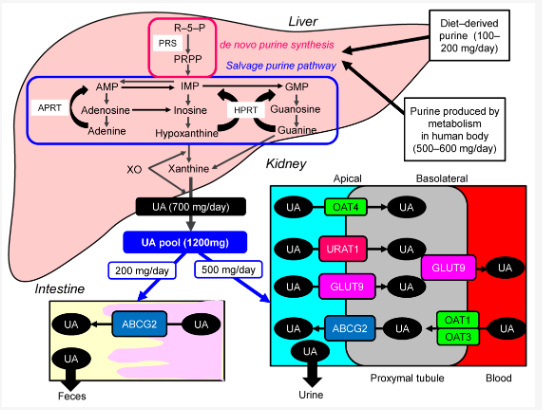 Liver
R–5–P
PRS
de novo purine synthesis
PRPP
Salvage purine pathway
Diet–derived
purine (100–
200 mg/day)
AMP
IMP
GMP
APRT
Adenosine
Inosine
HPRT
Guanosine
Adenine
Hypoxanthine
Guanine
Purine produced by
metabolism
in human body
(500–600 mg/day)
XO
Xanthine
Kidney
UA (700 mg/day)
UA pool (1200mg)
200 mg/day
500 mg/day
Intestine
UA
ABCG2
UA
UA
Feces
Apical
Basolateral
UA
OAT4
UA
UA
URAT1
UA
GLUT9
UA
UA
GLUT9
UA
UA
ABCG2
UA
OAT1
OAT3
UA
UA
Proxymal tubule
Blood
Urine